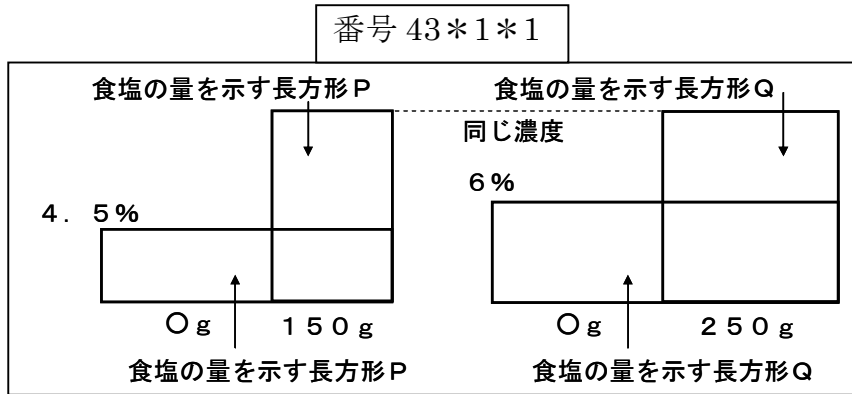 番号 43＊1＊1
食塩の量を示す長方形Ｐ
食塩の量を示す長方形Ｑ
同じ濃度
４．５％
６％
〇ｇ
１５０ｇ
〇ｇ
２５０ｇ
食塩の量を示す長方形Ｐ
食塩の量を示す長方形Ｑ